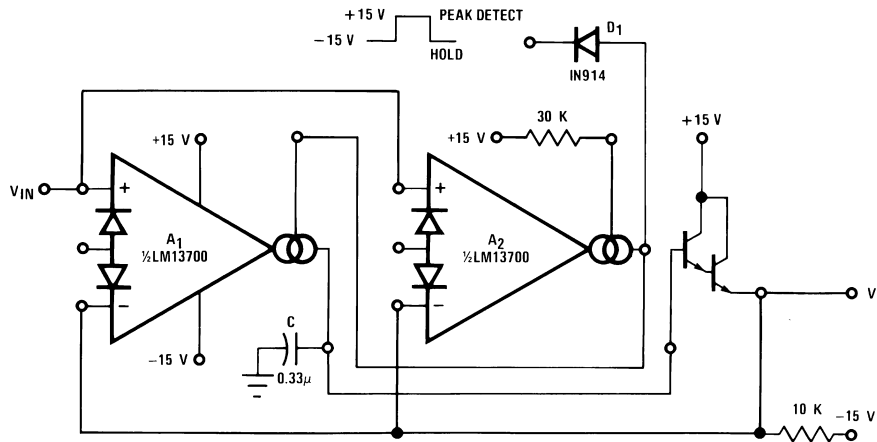 +15 V PEAK DETECT
−15 V
HOLD
D1
IN914
+15 V
VIN
+
A1
½LM13700
−
−15 V
C
0.33μ
+15 V
30 K
+
A2
½LM13700
−
+15 V
V
10 K
−15 V